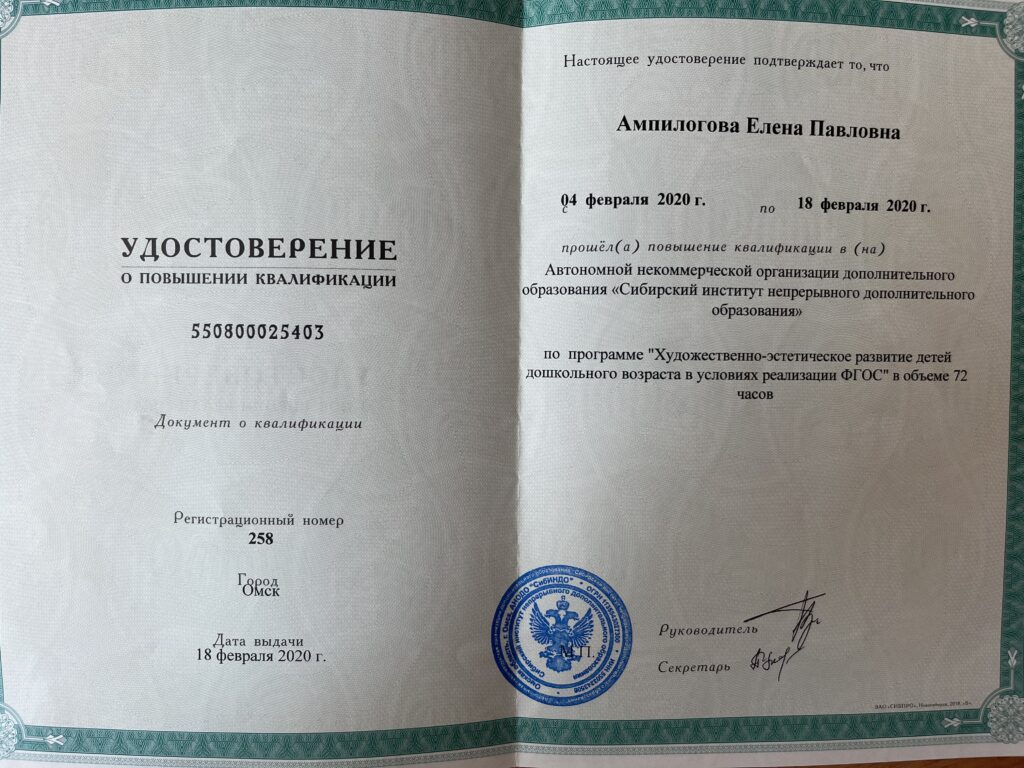 УДОСТОВЕРЕНИЕ
О ПОВЫШЕНИИ КВАЛИФИКАЦИИ
550800025403
Документ о квалификации
Регистрационный номер
258
Город
Омск
Дата выдачи
18 февраля 2020 г.
Настоящее удостоверение подтверждает то, что
Ампилогова Елена Павловна
с 04 февраля 2020 г. по 18 февраля 2020 г.
прошёл(а) повышение квалификации в (на)
Автономной некоммерческой организации дополнительного
образования «Сибирский институт непрерывного дополнительного
образования»
по программе "Художественно-эстетическое развитие детей
дошкольного возраста в условиях реализации ФГОС" в объеме 72
часов
М.П.
Руководитель
Секретарь